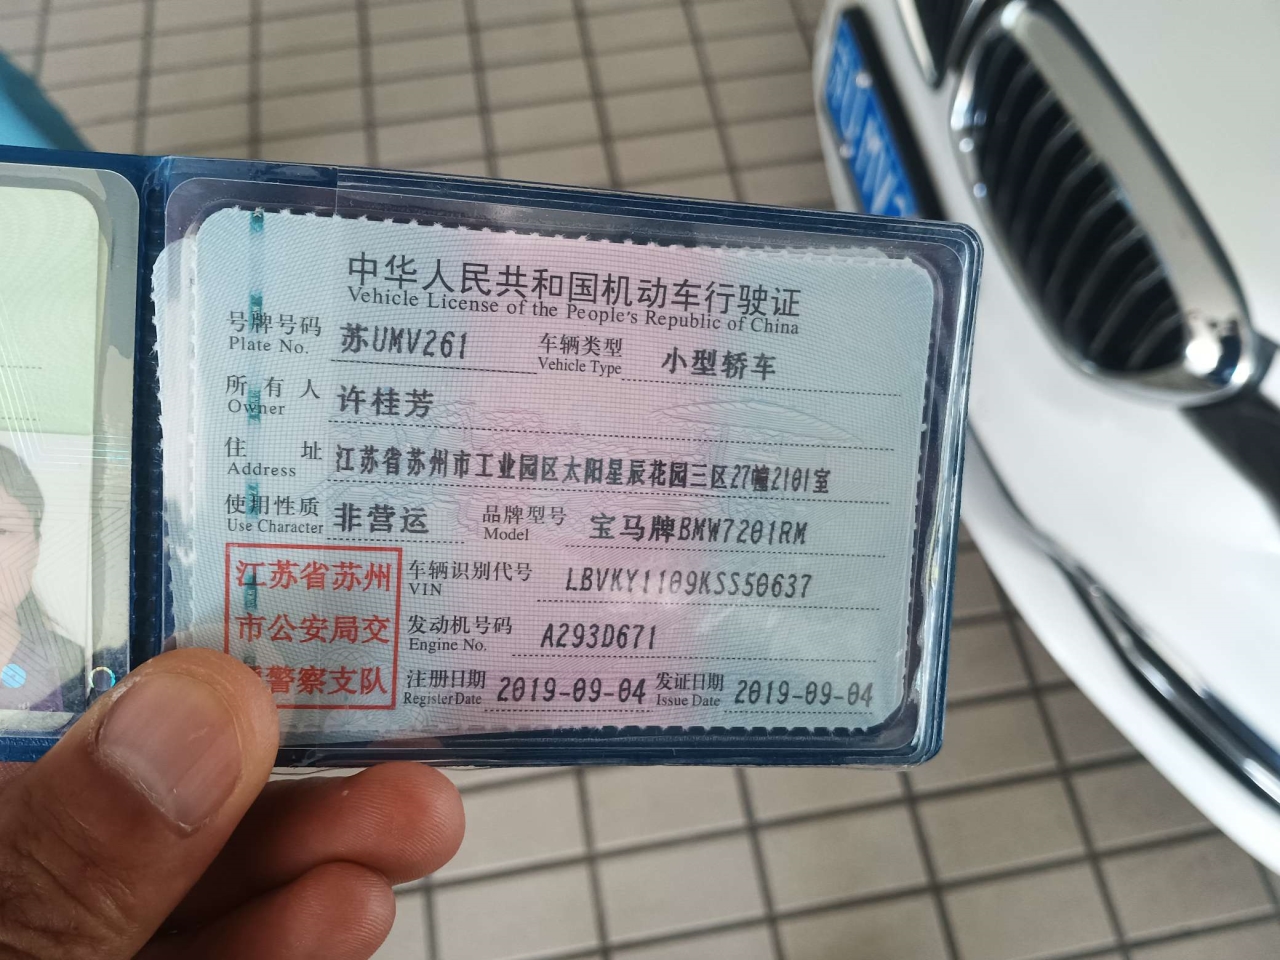 中华人民共和国机动车行驶证
Vehicle License of the People's Republic of China
号牌号码 苏UMV261 车辆类型 小型轿车
Plate No. Vehicle Type
所有人 许桂芳
Owner
住址 江苏省苏州市工业园区太阳星辰花园三区27幢2101室
Address
使用性质 非营运 品牌型号 宝马牌BMW7201RM
Use Character Model
江苏省苏州
市公安局交
警察支队
车辆识别代号 LBVKY1109KSS50637
VIN
发动机号码 A293D671
Engine No.
注册日期 2019-09-04 发证日期 2019-09-04
Register Date Issue Date